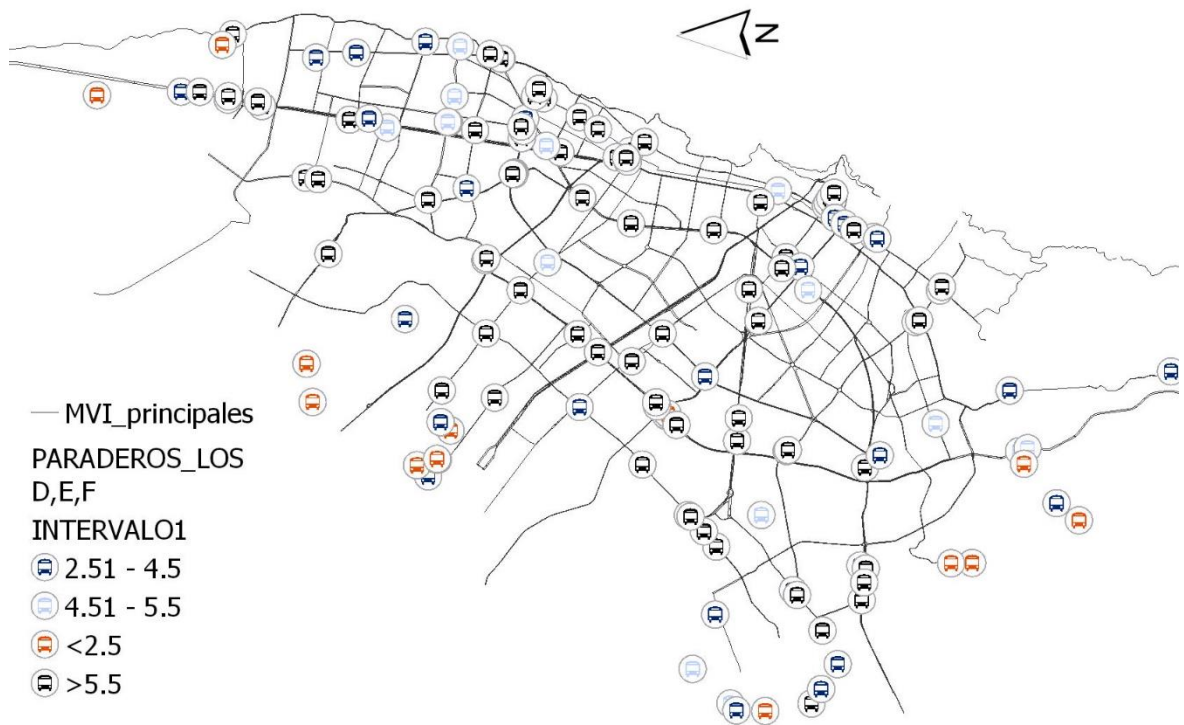 N
MVI_principales
PARADEROS_LOS
D,E,F
INTERVALO1
2.51 - 4.5
4.51 - 5.5
<2.5
>5.5